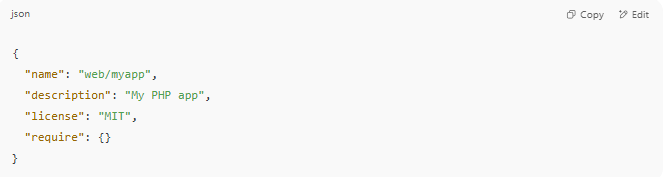 json Copy Edit
{
"name": "web/myapp",
"description": "My PHP app",
"license": "MIT",
"require": {}
}